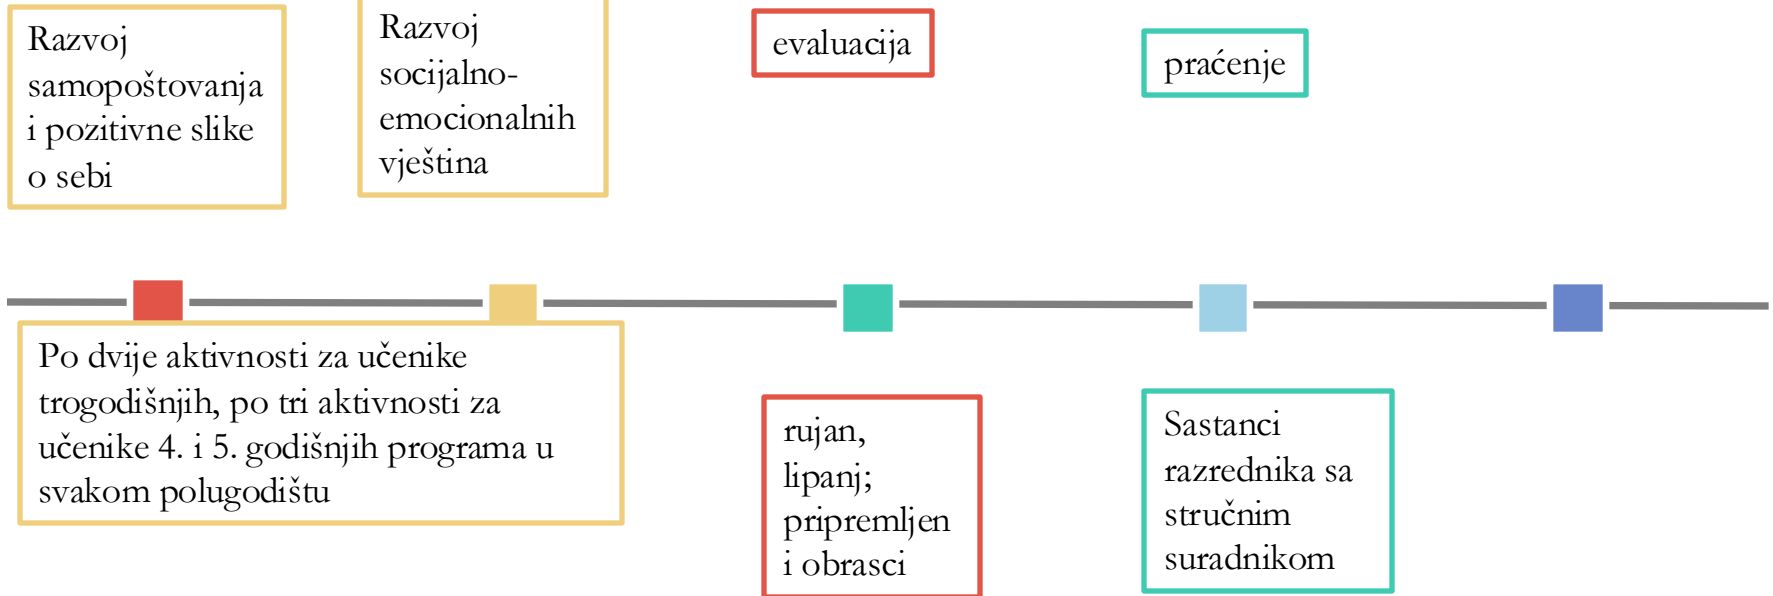 Razvoj
samopoštovanja
i pozitivne slike
o sebi
Razvoj
socijalno-
emocionalnih
vještina
evaluacija
praćenje
Po dvije aktivnosti za učenike
trogodišnjih, po tri aktivnosti za
učenike 4. i 5. godišnjih programa u
svakom polugodištu
rujan,
lipanj;
pripremljen
i obrasci
Sastanci
razrednika sa
stručnim
suradnikom